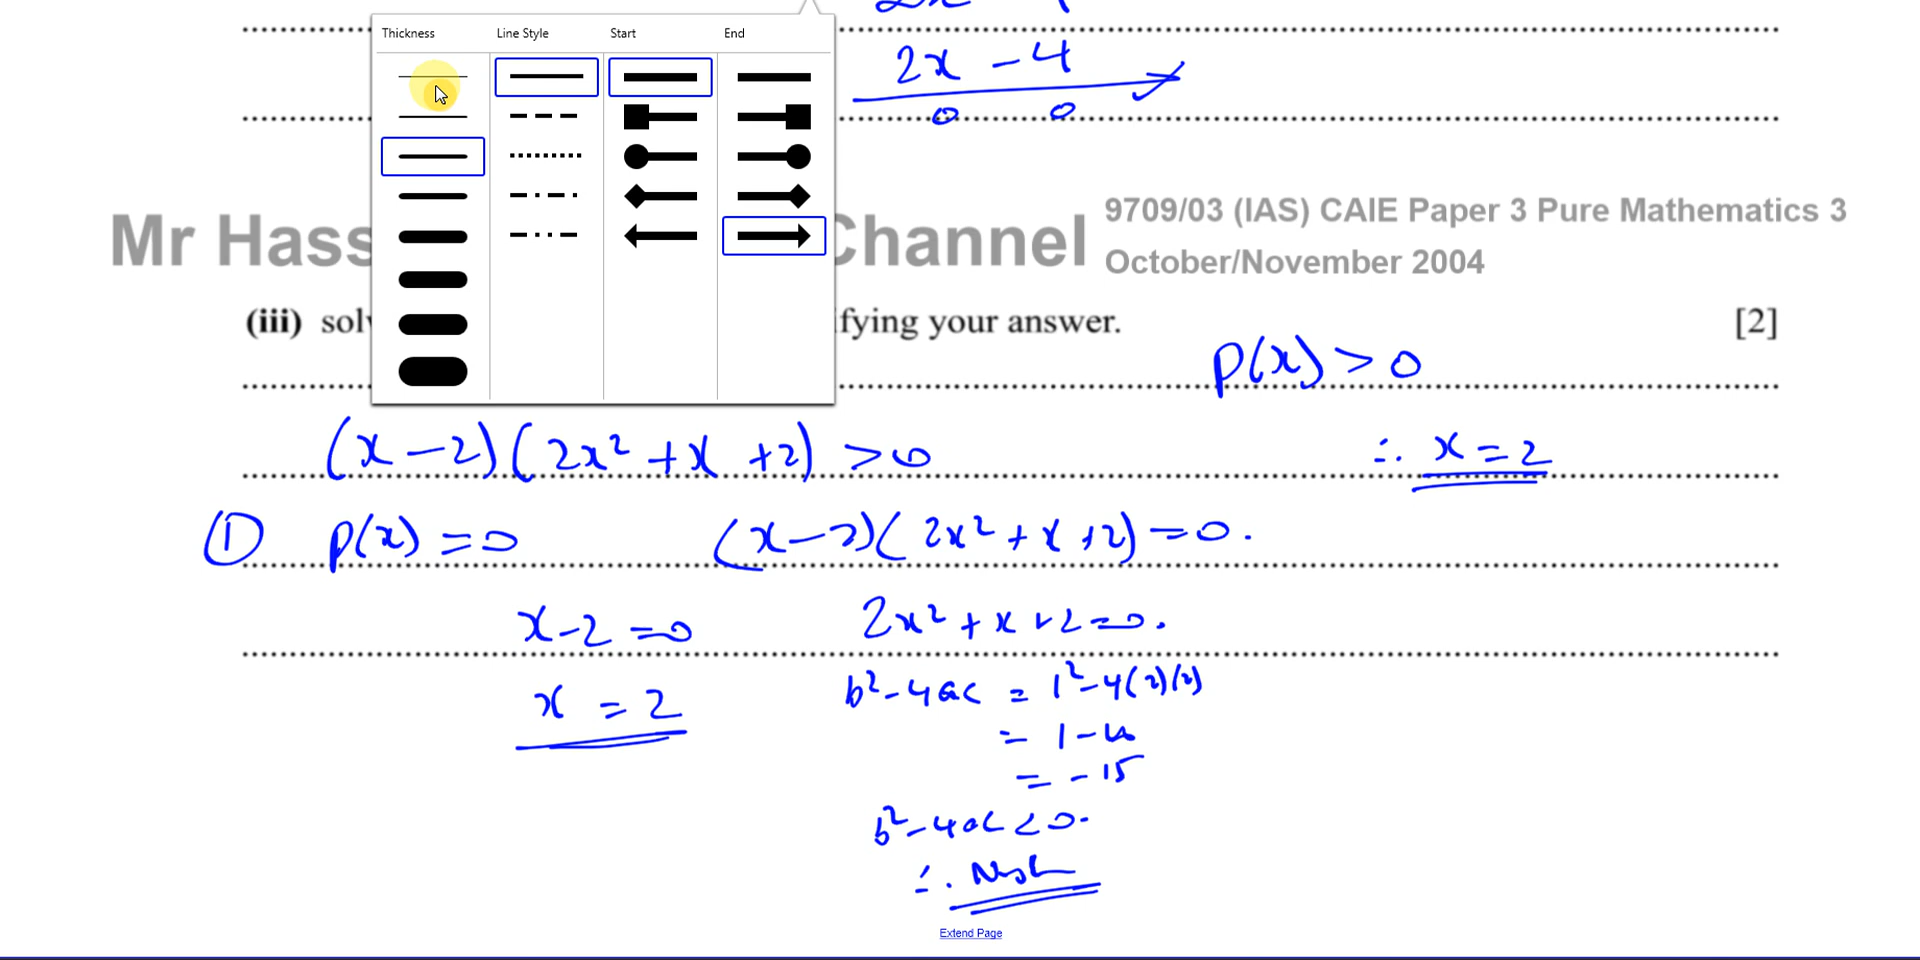 Thickness Line Style Start End
2x - 4
0 0
Mr Hass Channel 9709/03 (IAS) CAIE Paper 3 Pure Mathematics 3
October/November 2004
(iii) sol fying your answer. [2]
p(x) > 0
(x-2)(2x² + x + 2) > 0 ∴ x = 2
① p(x) = 0 (x-2)(2x² + x + 2) = 0.
x-2 = 0 2x² + x + 2 = 0.
x = 2 b² - 4ac = 1² - 4(2)(2)
= 1 - 16
= -15
b² - 4ac < 0.
∴
Extend Page